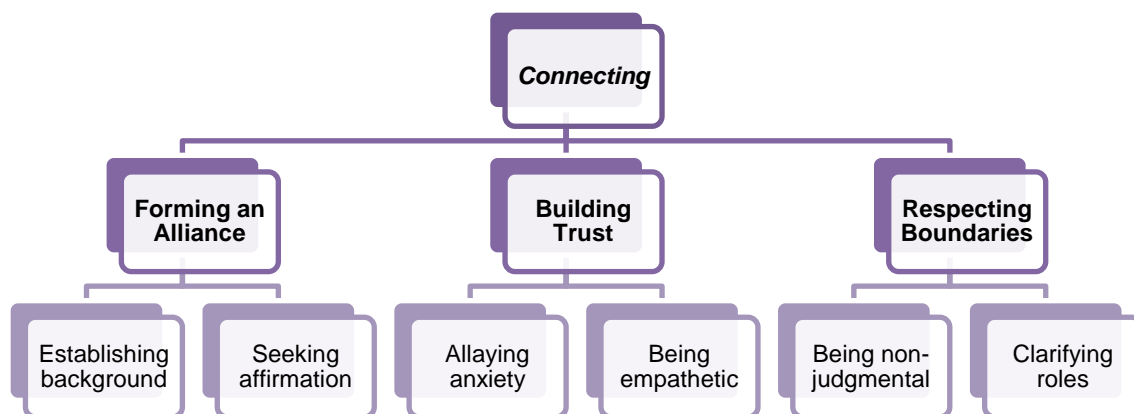 Connecting
Forming an
Alliance
Building
Trust
Respecting
Boundaries
Establishing
background
Seeking
affirmation
Allaying
anxiety
Being
empathetic
Being non-
judgmental
Clarifying
roles